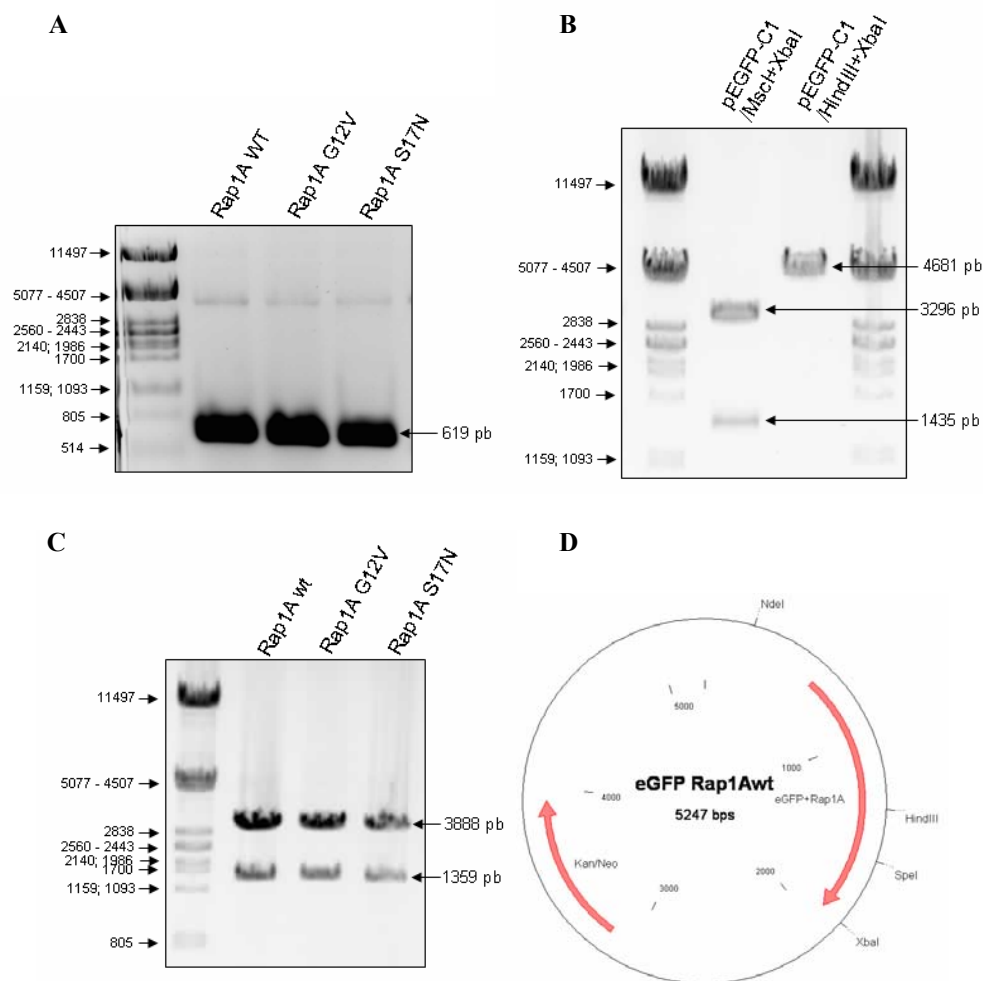 A
Rap1A WT
Rap1A G12V
Rap1A S17N
11497
5077 - 4507
2838
2560 - 2443
2140; 1986
1700
1159; 1093
805
514
619 pb
B
pEGFP-C1
/MscI+XbaI
pEGFP-C1
/HindIII+XbaI
11497
5077 - 4507
2838
2560 - 2443
2140; 1986
1700
1159; 1093
4681 pb
3296 pb
1435 pb
C
Rap1A wt
Rap1A G12V
Rap1A S17N
11497
5077 - 4507
2838
2560 - 2443
2140; 1986
1700
1159; 1093
805
3888 pb
1359 pb
D
NdeI
5000
1000
eGFP Rap1Awt
4000
eGFP+Rap1A
5247 bps
HindIII
Kan/Neo
SpeI
2000
3000
XbaI